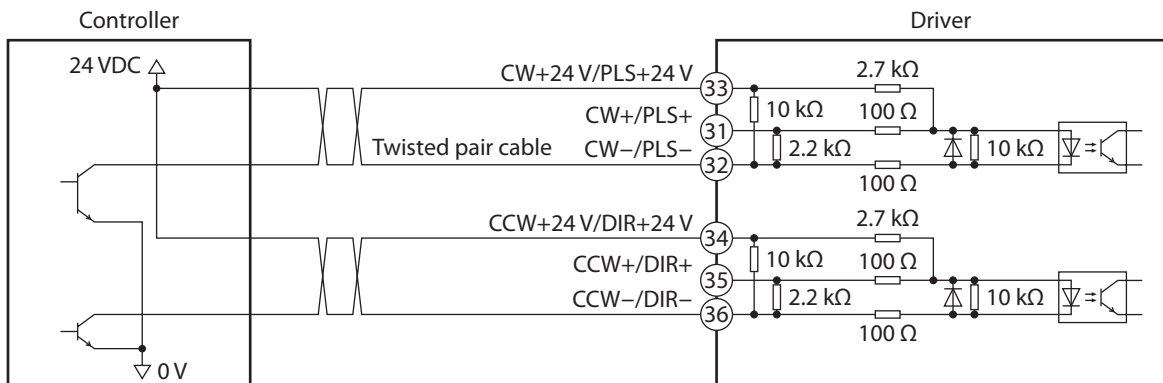 Controller
Driver
24 VDC
CW+24 V/PLS+24 V
33
2.7 kΩ
10 kΩ
100 Ω
CW+/PLS+
31
Twisted pair cable
CW−/PLS−
32
2.2 kΩ
10 kΩ
100 Ω
CCW+24 V/DIR+24 V
34
2.7 kΩ
10 kΩ
100 Ω
CCW+/DIR+
35
CCW−/DIR−
36
2.2 kΩ
10 kΩ
100 Ω
0 V